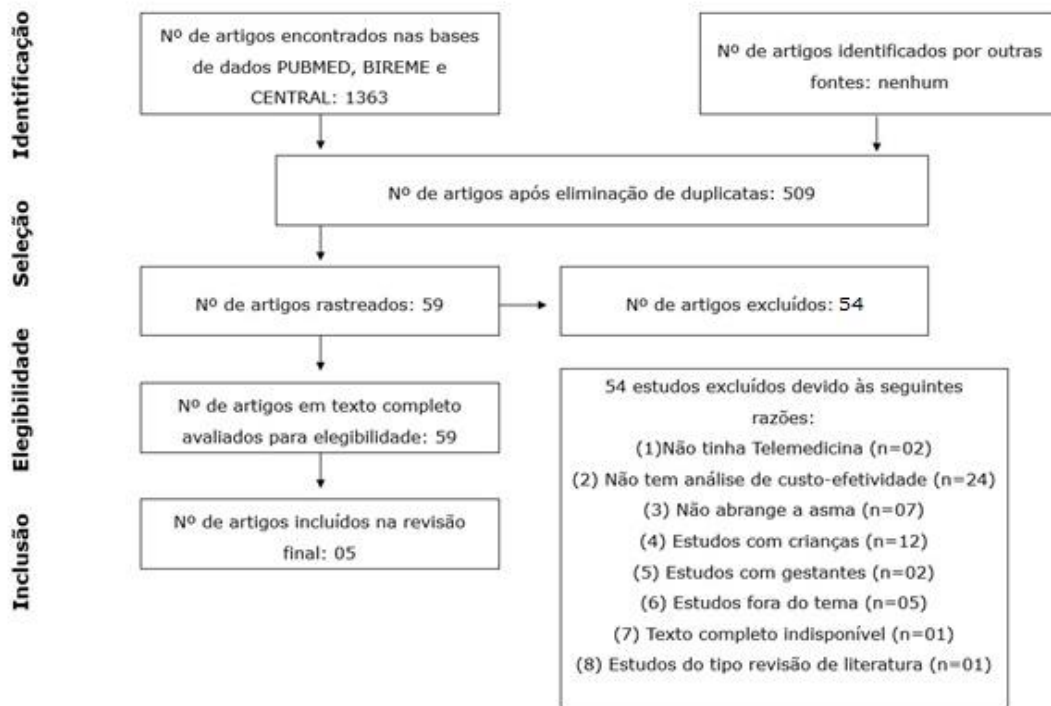 Identificação
Nº de artigos encontrados nas bases
de dados PUBMED, BIREME e
CENTRAL: 1363
Nº de artigos identificados por outras
fontes: nenhum
Nº de artigos após eliminação de duplicatas: 509
Seleção
Nº de artigos rastreados: 59
Nº de artigos excluídos: 54
Elegibilidade
Nº de artigos em texto completo
avaliados para elegibilidade: 59
54 estudos excluídos devido às seguintes
razões:
(1)Não tinha Telemedicina (n=02)
(2) Não tem análise de custo-efetividade (n=24)
(3) Não abrange a asma (n=07)
(4) Estudos com crianças (n=12)
(5) Estudos com gestantes (n=02)
(6) Estudos fora do tema (n=05)
(7) Texto completo indisponível (n=01)
(8) Estudos do tipo revisão de literatura (n=01)
Inclusão
Nº de artigos incluídos na revisão
final: 05